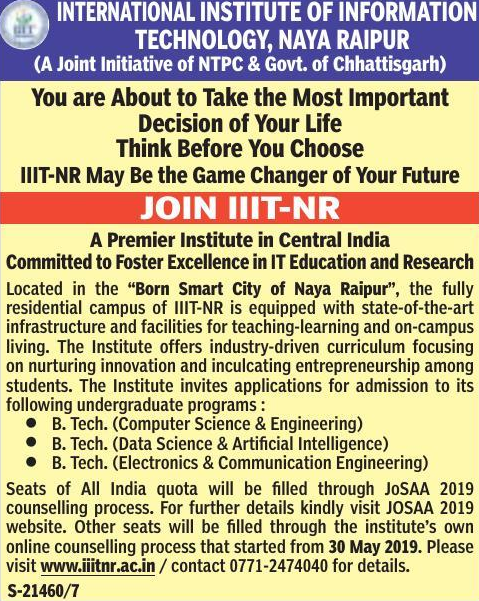 INTERNATIONAL INSTITUTE OF INFORMATION
TECHNOLOGY, NAYA RAIPUR
(A Joint Initiative of NTPC & Govt. of Chhattisgarh)
You are About to Take the Most Important
Decision of Your Life
Think Before You Choose
IIIT-NR May Be the Game Changer of Your Future
JOIN IIIT-NR
A Premier Institute in Central India
Committed to Foster Excellence in IT Education and Research
Located in the “Born Smart City of Naya Raipur”, the fully
residential campus of IIIT-NR is equipped with state-of-the-art
infrastructure and facilities for teaching-learning and on-campus
living. The Institute offers industry-driven curriculum focusing
on nurturing innovation and inculcating entrepreneurship among
students. The Institute invites applications for admission to its
following undergraduate programs :
● B. Tech. (Computer Science & Engineering)
● B. Tech. (Data Science & Artificial Intelligence)
● B. Tech. (Electronics & Communication Engineering)
Seats of All India quota will be filled through JoSAA 2019
counselling process. For further details kindly visit JOSAA 2019
website. Other seats will be filled through the institute’s own
online counselling process that started from 30 May 2019. Please
visit www.iiitnr.ac.in / contact 0771-2474040 for details.
S-21460/7